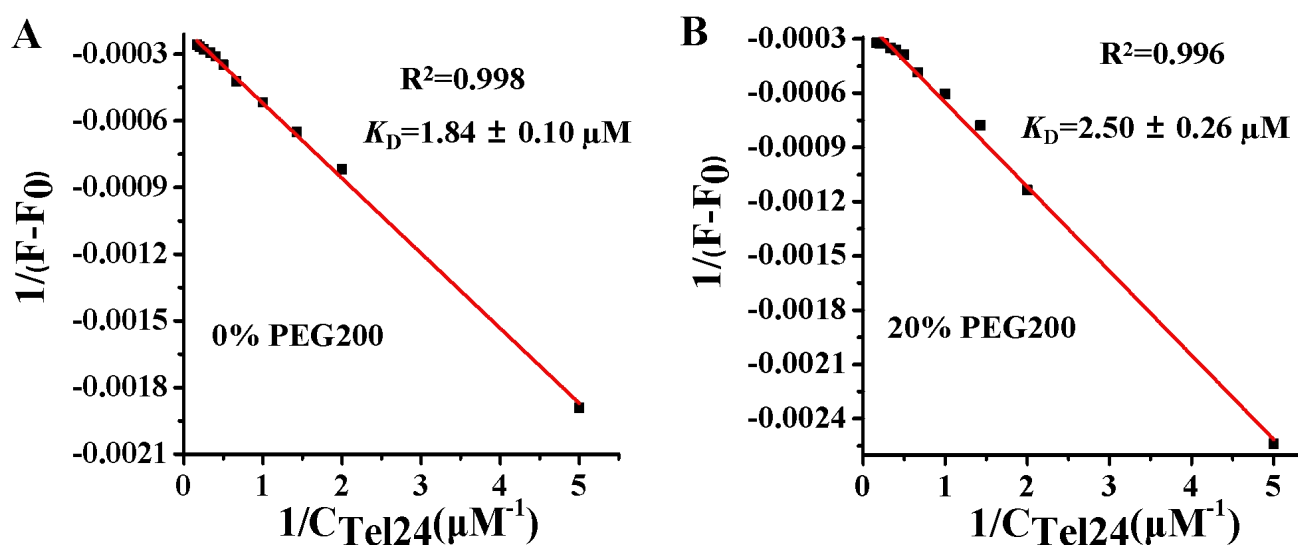 A
R²=0.998
K_D=1.84 ± 0.10 μM
0% PEG200
1/(F-F₀)
-0.0003
-0.0006
-0.0009
-0.0012
-0.0015
-0.0018
-0.0021
0 1 2 3 4 5
1/C_Tel24(μM⁻¹)
B
R²=0.996
K_D=2.50 ± 0.26 μM
20% PEG200
1/(F-F₀)
-0.0003
-0.0006
-0.0009
-0.0012
-0.0015
-0.0018
-0.0021
-0.0024
0 1 2 3 4 5
1/C_Tel24(μM⁻¹)